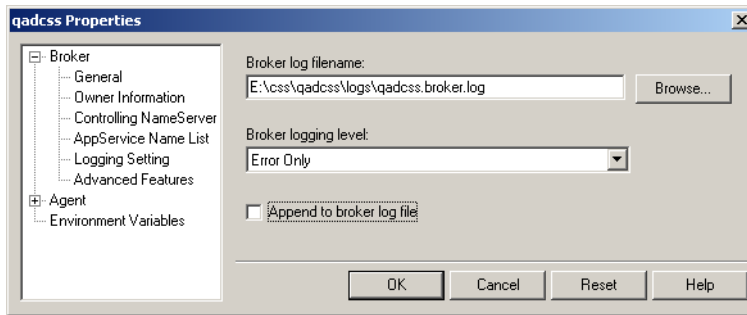 qadcss Properties
Broker
General
Owner Information
Controlling NameServer
AppService Name List
Logging Setting
Advanced Features
Agent
Environment Variables
Broker log filename:
E:\css\qadcss\logs\qadcss.broker.log
Browse...
Broker logging level:
Error Only
Append to broker log file
OK
Cancel
Reset
Help